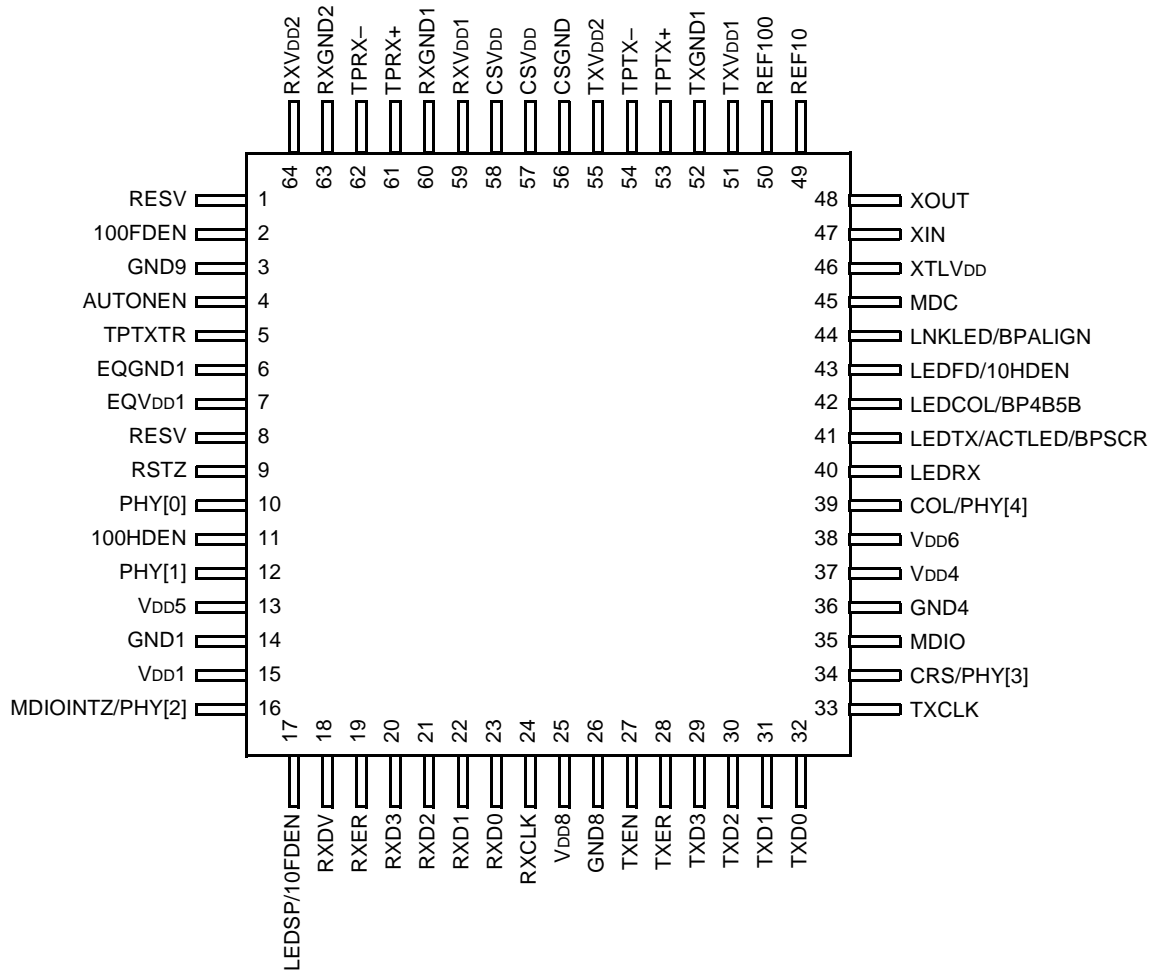 RXVDD2
RXGND2
TPRX–
TPRX+
RXGND1
RXVDD1
CSVDD
CSVDD
CSGND
TXVDD2
TPTX–
TPTX+
TXGND1
TXVDD1
REF100
REF10
64
63
62
61
60
59
58
57
56
55
54
53
52
51
50
49
RESV 1
100FDEN 2
GND9 3
AUTONEN 4
TPTXTR 5
EQGND1 6
EQVDD1 7
RESV 8
RSTZ 9
PHY[0] 10
100HDEN 11
PHY[1] 12
VDD5 13
GND1 14
VDD1 15
MDIOINTZ/PHY[2] 16
48 XOUT
47 XIN
46 XTLVDD
45 MDC
44 LNKLED/BPALIGN
43 LEDFD/10HDEN
42 LEDCOL/BP4B5B
41 LEDTX/ACTLED/BPSCR
40 LEDRX
39 COL/PHY[4]
38 VDD6
37 VDD4
36 GND4
35 MDIO
34 CRS/PHY[3]
33 TXCLK
17
18
19
20
21
22
23
24
25
26
27
28
29
30
31
32
LEDSP/10FDEN
RXDV
RXER
RXD3
RXD2
RXD1
RXD0
RXCLK
VDD8
GND8
TXEN
TXER
TXD3
TXD2
TXD1
TXD0